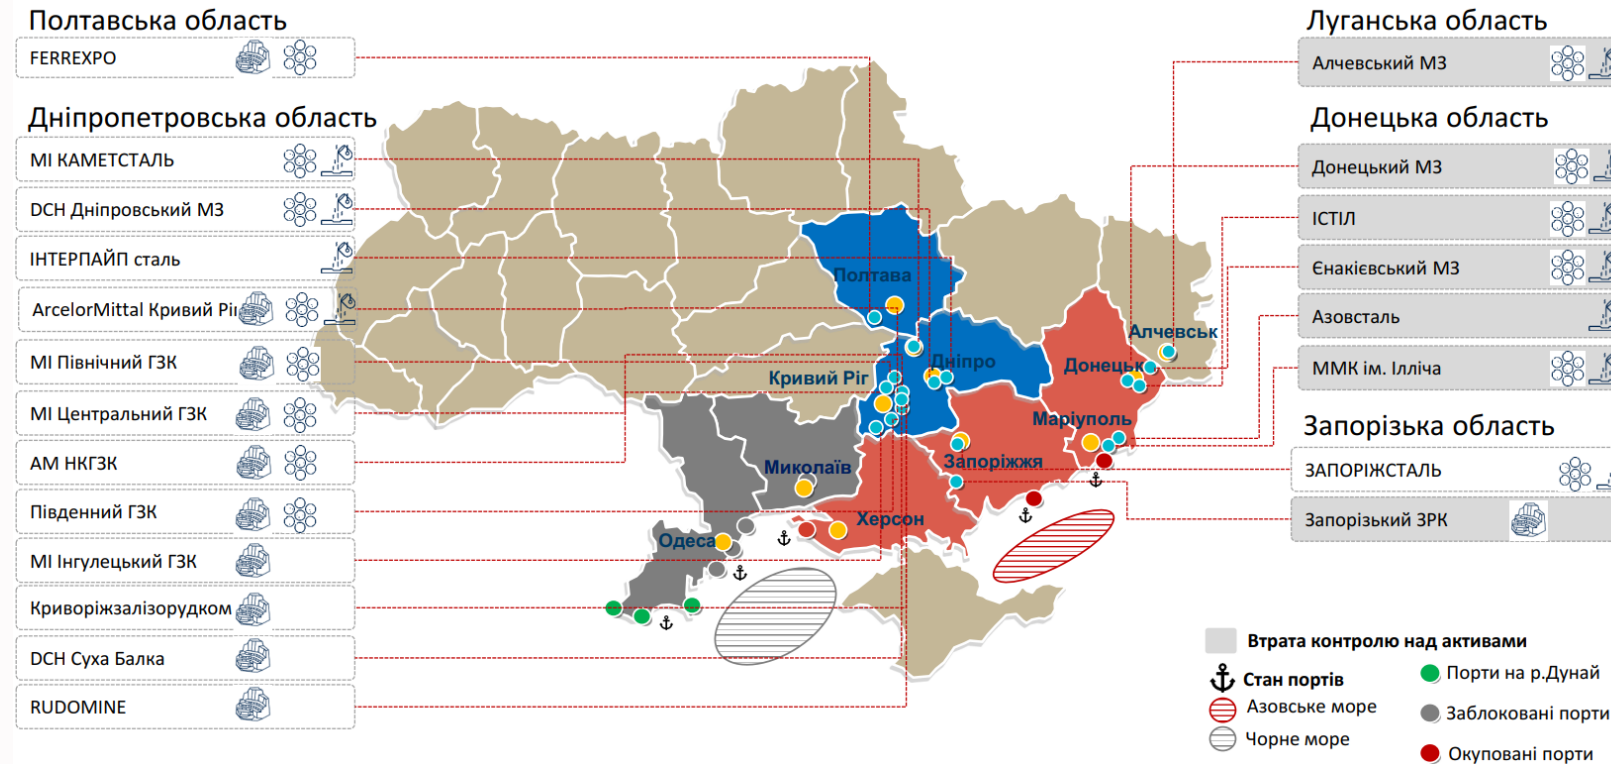 Полтавська область
FERREXPO
Дніпропетровська область
МІ КАМЕТСТАЛЬ
DCH Дніпровський МЗ
ІНТЕРПАЙП сталь
ArcelorMittal Кривий Ріг
МІ Північний ГЗК
МІ Центральний ГЗК
АМ НКГЗК
Південний ГЗК
МІ Інгулецький ГЗК
Криворіжзалізорудком
DCH Суха Балка
RUDOMINE
Полтава
Дніпро
Кривий Ріг
Алчевськ
Донецьк
Маріуполь
Запоріжжя
Миколаїв
Херсон
Одеса
Луганська область
Алчевський МЗ
Донецька область
Донецький МЗ
ІСТІЛ
Єнакієвський МЗ
Азовсталь
ММК ім. Ілліча
Запорізька область
ЗАПОРІЖСТАЛЬ
Запорізький ЗРК
Втрата контролю над активами
Стан портів
Азовське море
Чорне море
Порти на р.Дунай
Заблоковані порти
Окуповані порти